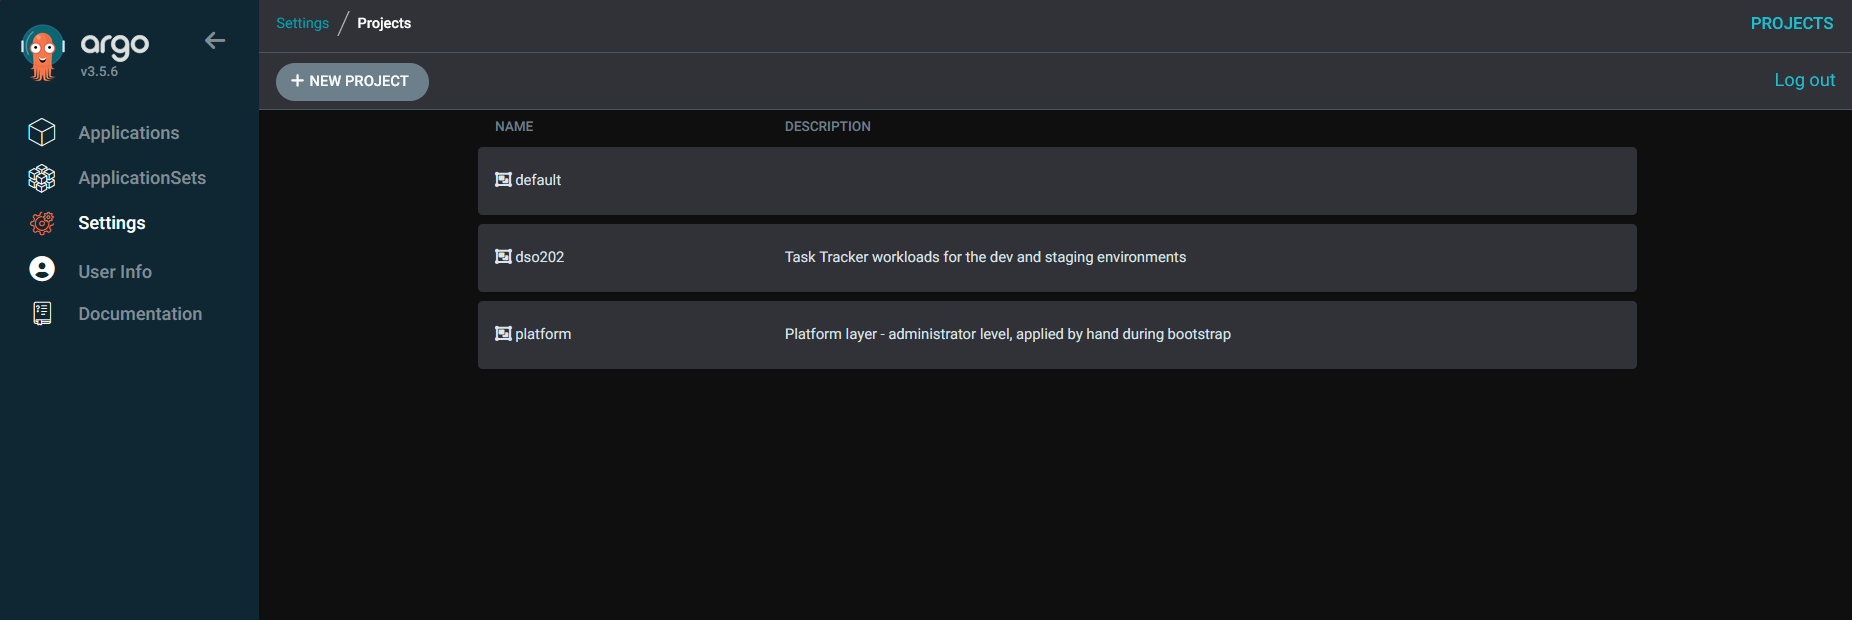 argo
v3.5.6
Applications
ApplicationSets
Settings
User Info
Documentation
Settings / Projects
PROJECTS
+ NEW PROJECT
Log out
NAME DESCRIPTION
default
dso202 Task Tracker workloads for the dev and staging environments
platform Platform layer - administrator level, applied by hand during bootstrap